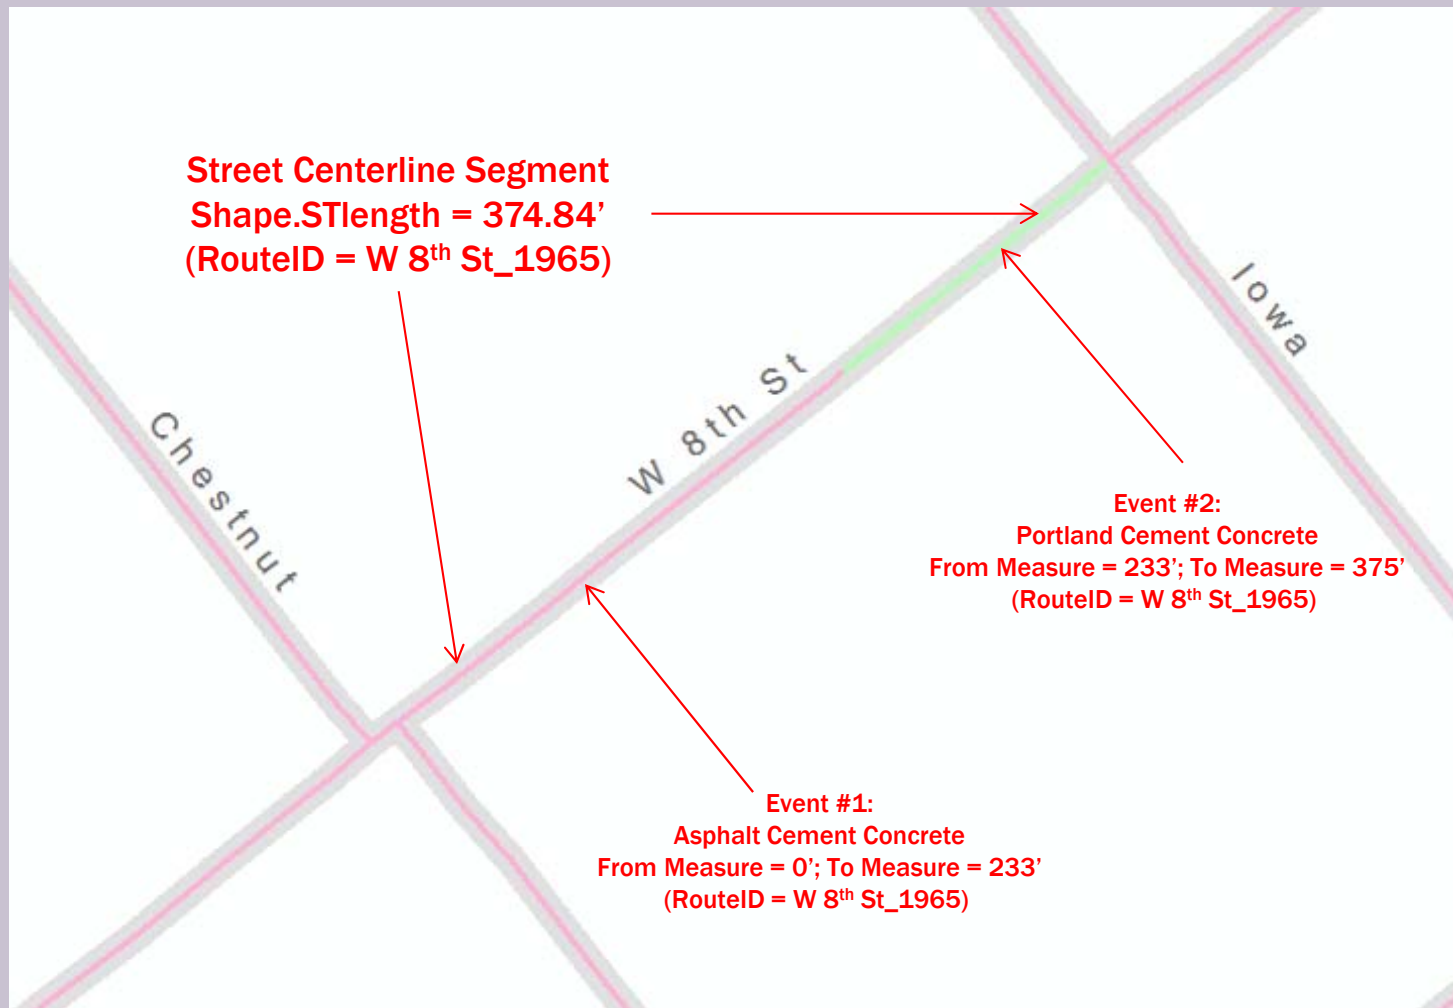 Street Centerline Segment
Shape.STlength = 374.84’
(RouteID = W 8th St_1965)
Iowa
W 8th St
Chestnut
Event #2:
Portland Cement Concrete
From Measure = 233’; To Measure = 375’
(RouteID = W 8th St_1965)
Event #1:
Asphalt Cement Concrete
From Measure = 0’; To Measure = 233’
(RouteID = W 8th St_1965)